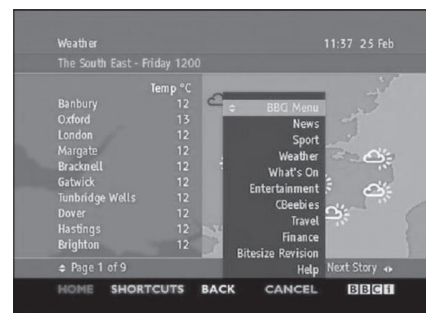 Weather 11:37 25 Feb
The South East - Friday 1200
Temp °C
Banbury 12
Oxford 13
London 12
Margate 12
Bracknell 12
Gatwick 12
Tunbridge Wells 12
Dover 12
Hastings 12
Brighton 12
BBCi Menu
News
Sport
Weather
What's On
Entertainment
CBeebies
Travel
Finance
Bitesize Revision
Help
Page 1 of 9 Next Story
HOME SHORTCUTS BACK CANCEL BBCi